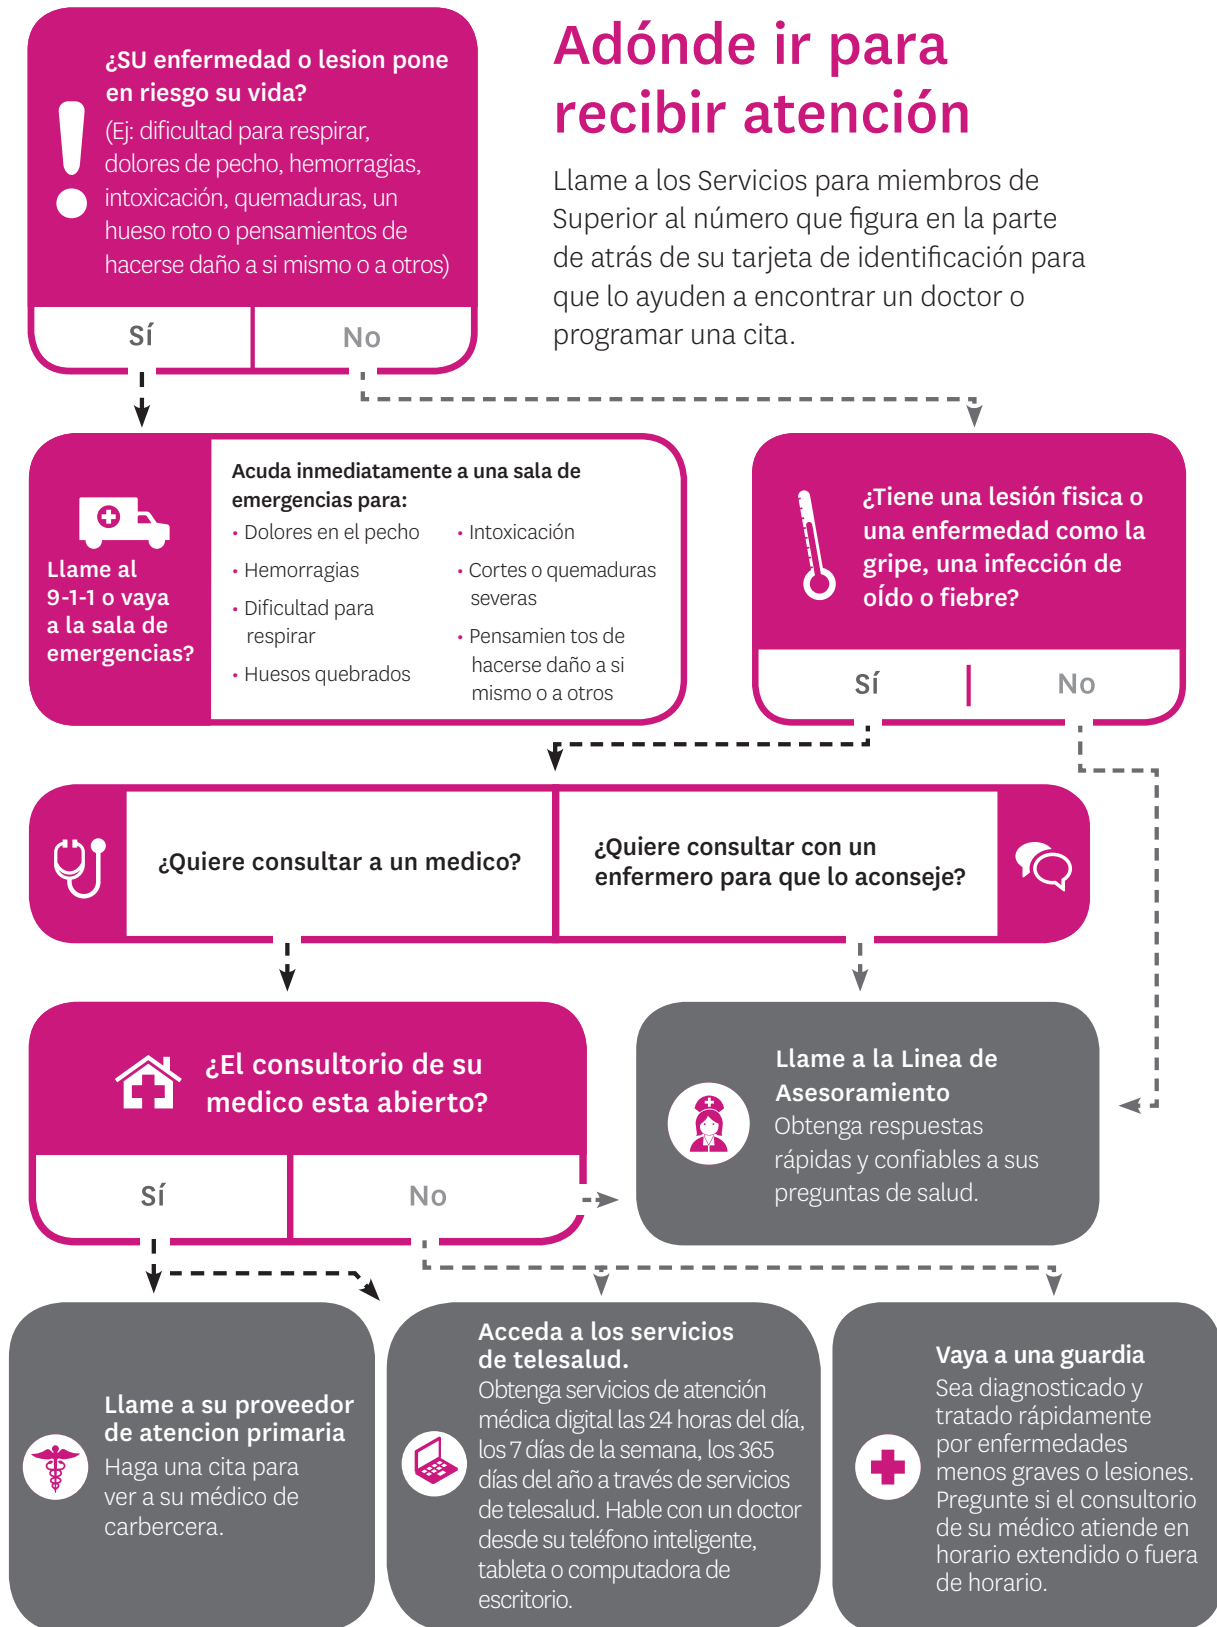 ¿SU enfermedad o lesion pone
en riesgo su vida?
(Ej: dificultad para respirar,
dolores de pecho, hemorragias,
intoxicación, quemaduras, un
hueso roto o pensamientos de
hacerse daño a si mismo o a otros)
Sí
No
Adónde ir para
recibir atención
Llame a los Servicios para miembros de
Superior al número que figura en la parte
de atrás de su tarjeta de identificación para
que lo ayuden a encontrar un doctor o
programar una cita.
Llame al
9-1-1 o vaya
a la sala de
emergencias?
Acuda inmediatamente a una sala de
emergencias para:
• Dolores en el pecho
• Hemorragias
• Dificultad para
respirar
• Huesos quebrados
• Intoxicación
• Cortes o quemaduras
severas
• Pensamien tos de
hacerse daño a si
mismo o a otros
¿Tiene una lesión fisica o
una enfermedad como la
gripe, una infección de
oÍdo o fiebre?
Sí
No
¿Quiere consultar a un medico?
¿Quiere consultar con un
enfermero para que lo aconseje?
¿El consultorio de su
medico esta abierto?
Sí
No
Llame a la Linea de
Asesoramiento
Obtenga respuestas
rápidas y confiables a sus
preguntas de salud.
Llame a su proveedor
de atencion primaria
Haga una cita para
ver a su médico de
carbercera.
Acceda a los servicios
de telesalud.
Obtenga servicios de atención
médica digital las 24 horas del día,
los 7 días de la semana, los 365
días del año a través de servicios
de telesalud. Hable con un doctor
desde su teléfono inteligente,
tableta o computadora de
escritorio.
Vaya a una guardia
Sea diagnosticado y
tratado rápidamente
por enfermedades
menos graves o lesiones.
Pregunte si el consultorio
de su médico atiende en
horario extendido o fuera
de horario.